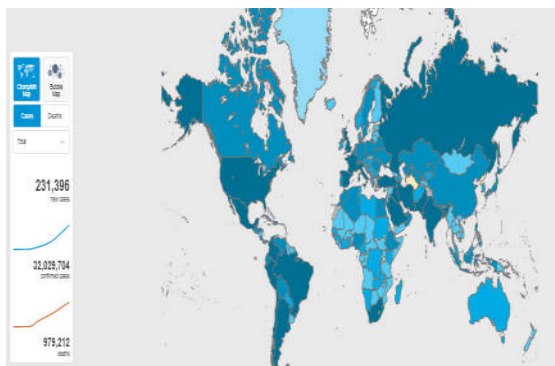 Choropleth
Map
Bubble
Map
Cases
Deaths
Total
231,396
new cases
32,029,704
confirmed cases
979,212
deaths